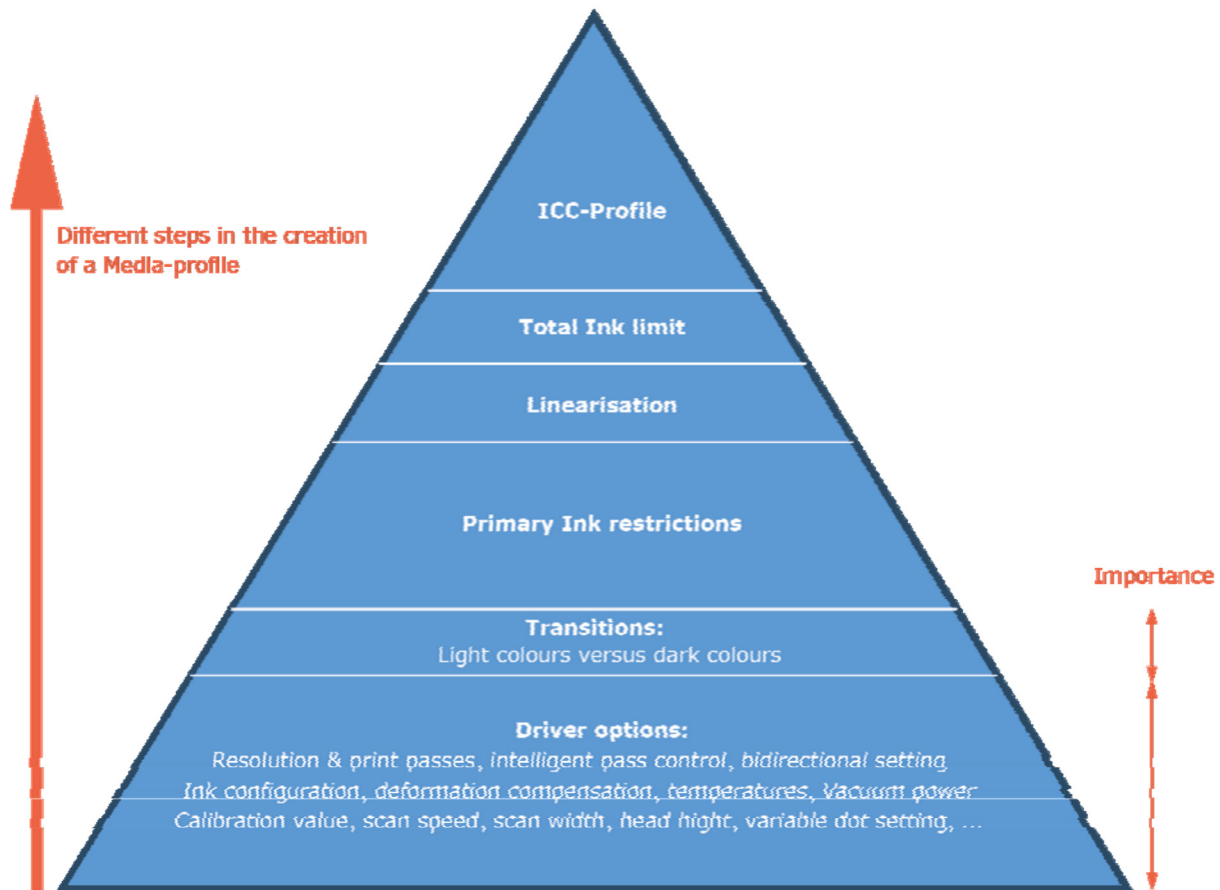 ICC-Profile
Different steps in the creation
of a Media-profile
Total Ink limit
Linearisation
Primary Ink restrictions
Importance
Transitions:
Light colours versus dark colours
Driver options:
Resolution & print passes, intelligent pass control, bidirectional setting
Ink configuration, deformation compensation, temperatures, Vacuum power
Calibration value, scan speed, scan width, head hight, variable dot setting, ...